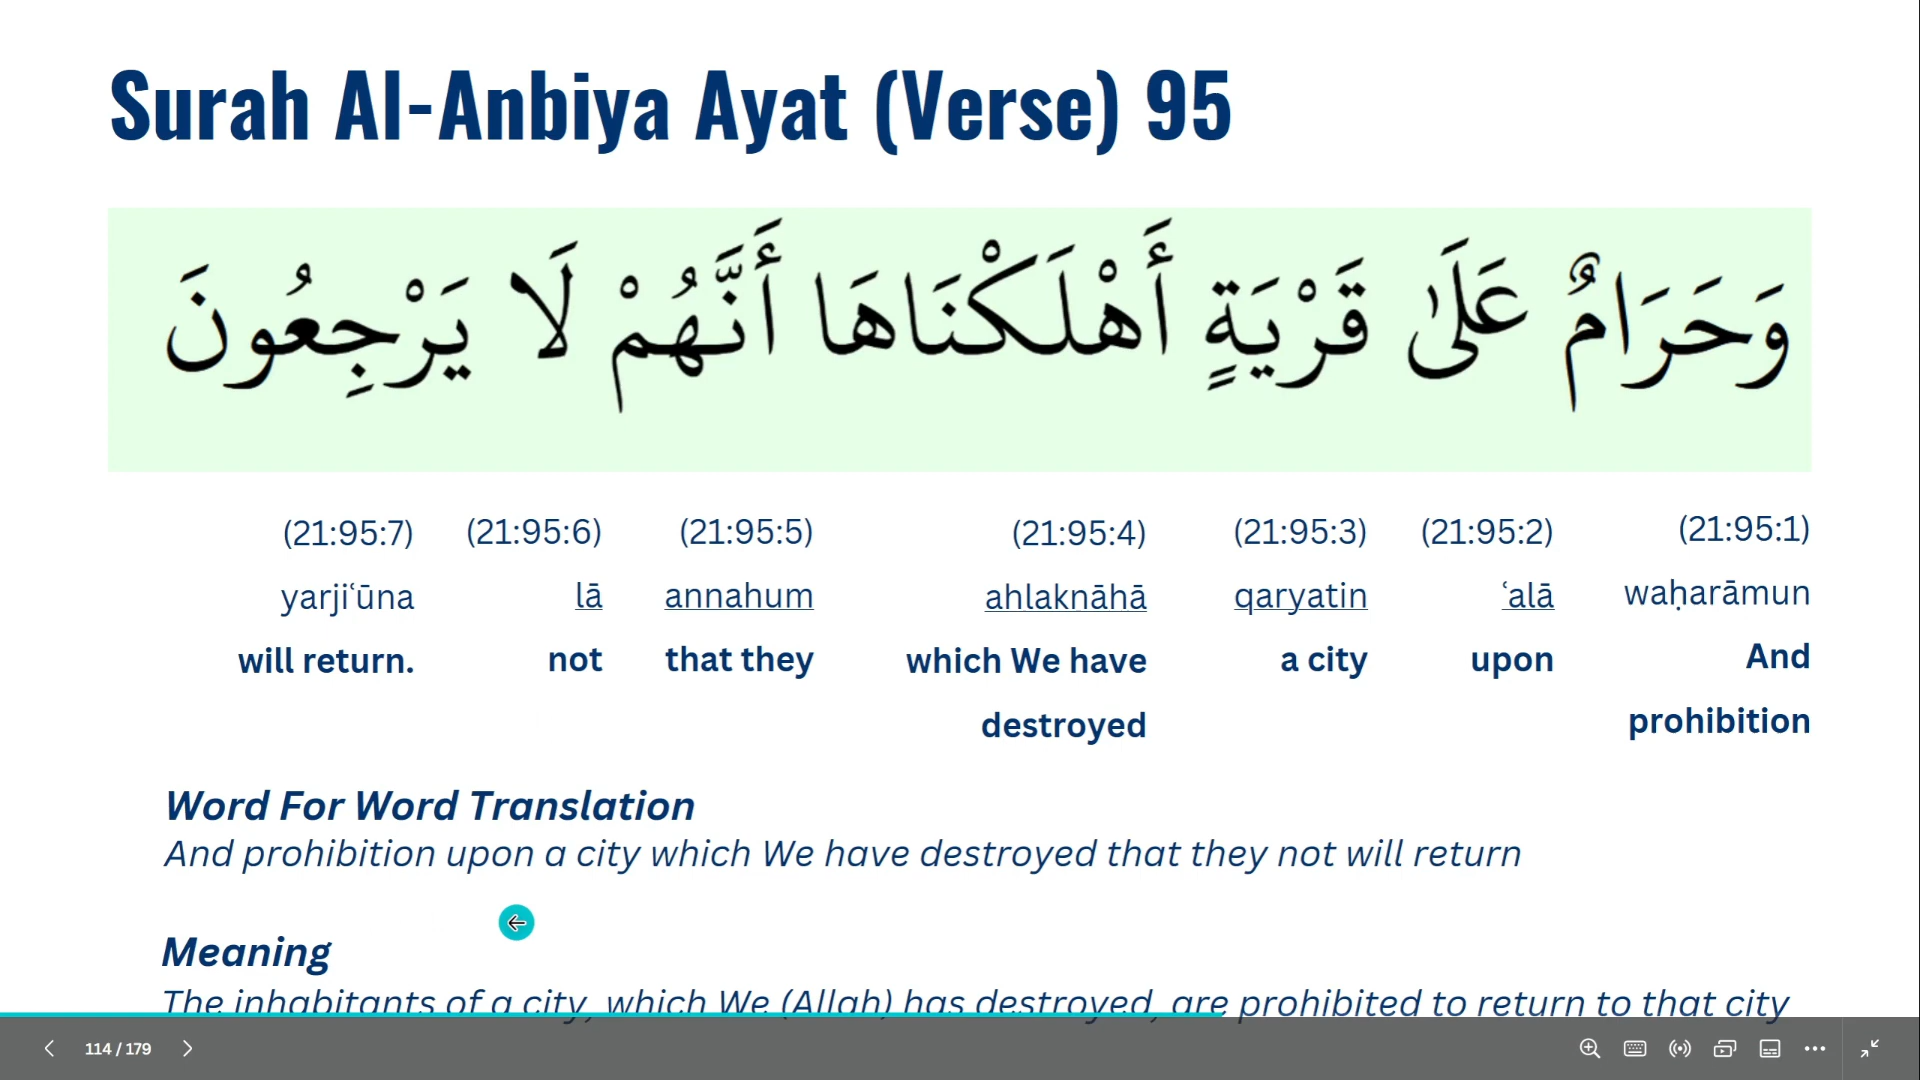 Surah Al-Anbiya Ayat (Verse) 95
وَحَرَامٌ عَلَىٰ قَرْيَةٍ أَهْلَكْنَاهَا أَنَّهُمْ لَا يَرْجِعُونَ
(21:95:7) (21:95:6) (21:95:5) (21:95:4) (21:95:3) (21:95:2) (21:95:1)
yarjiʿūna lā annahum ahlaknāhā qaryatin ʿalā waḥarāmun
will return. not that they which We have a city upon And
destroyed prohibition
Word For Word Translation
And prohibition upon a city which We have destroyed that they not will return
Meaning
The inhabitants of a city, which We (Allah) has destroyed, are prohibited to return to that city
114 / 179